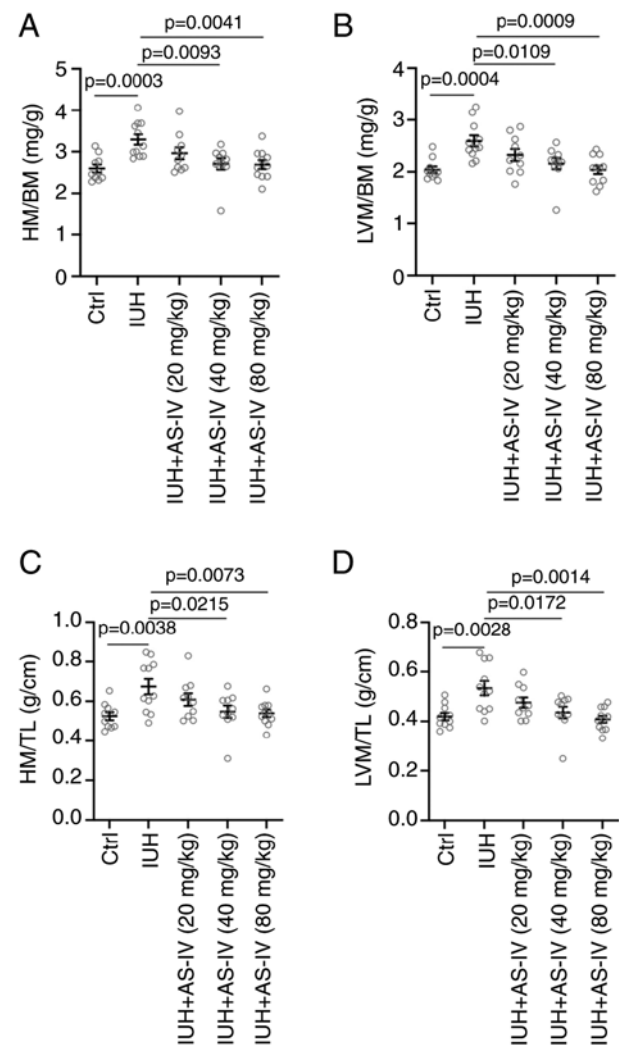 A
p=0.0041
p=0.0093
p=0.0003
HM/BM (mg/g)
5
4
3
2
1
0
Ctrl
IUH
IUH+AS-IV (20 mg/kg)
IUH+AS-IV (40 mg/kg)
IUH+AS-IV (80 mg/kg)
B
p=0.0009
p=0.0109
p=0.0004
LVM/BM (mg/g)
4
3
2
1
0
Ctrl
IUH
IUH+AS-IV (20 mg/kg)
IUH+AS-IV (40 mg/kg)
IUH+AS-IV (80 mg/kg)
C
p=0.0073
p=0.0215
p=0.0038
HM/TL (g/cm)
1.0
0.8
0.6
0.4
0.2
0.0
Ctrl
IUH
IUH+AS-IV (20 mg/kg)
IUH+AS-IV (40 mg/kg)
IUH+AS-IV (80 mg/kg)
D
p=0.0014
p=0.0172
p=0.0028
LVM/TL (g/cm)
0.8
0.6
0.4
0.2
0.0
Ctrl
IUH
IUH+AS-IV (20 mg/kg)
IUH+AS-IV (40 mg/kg)
IUH+AS-IV (80 mg/kg)